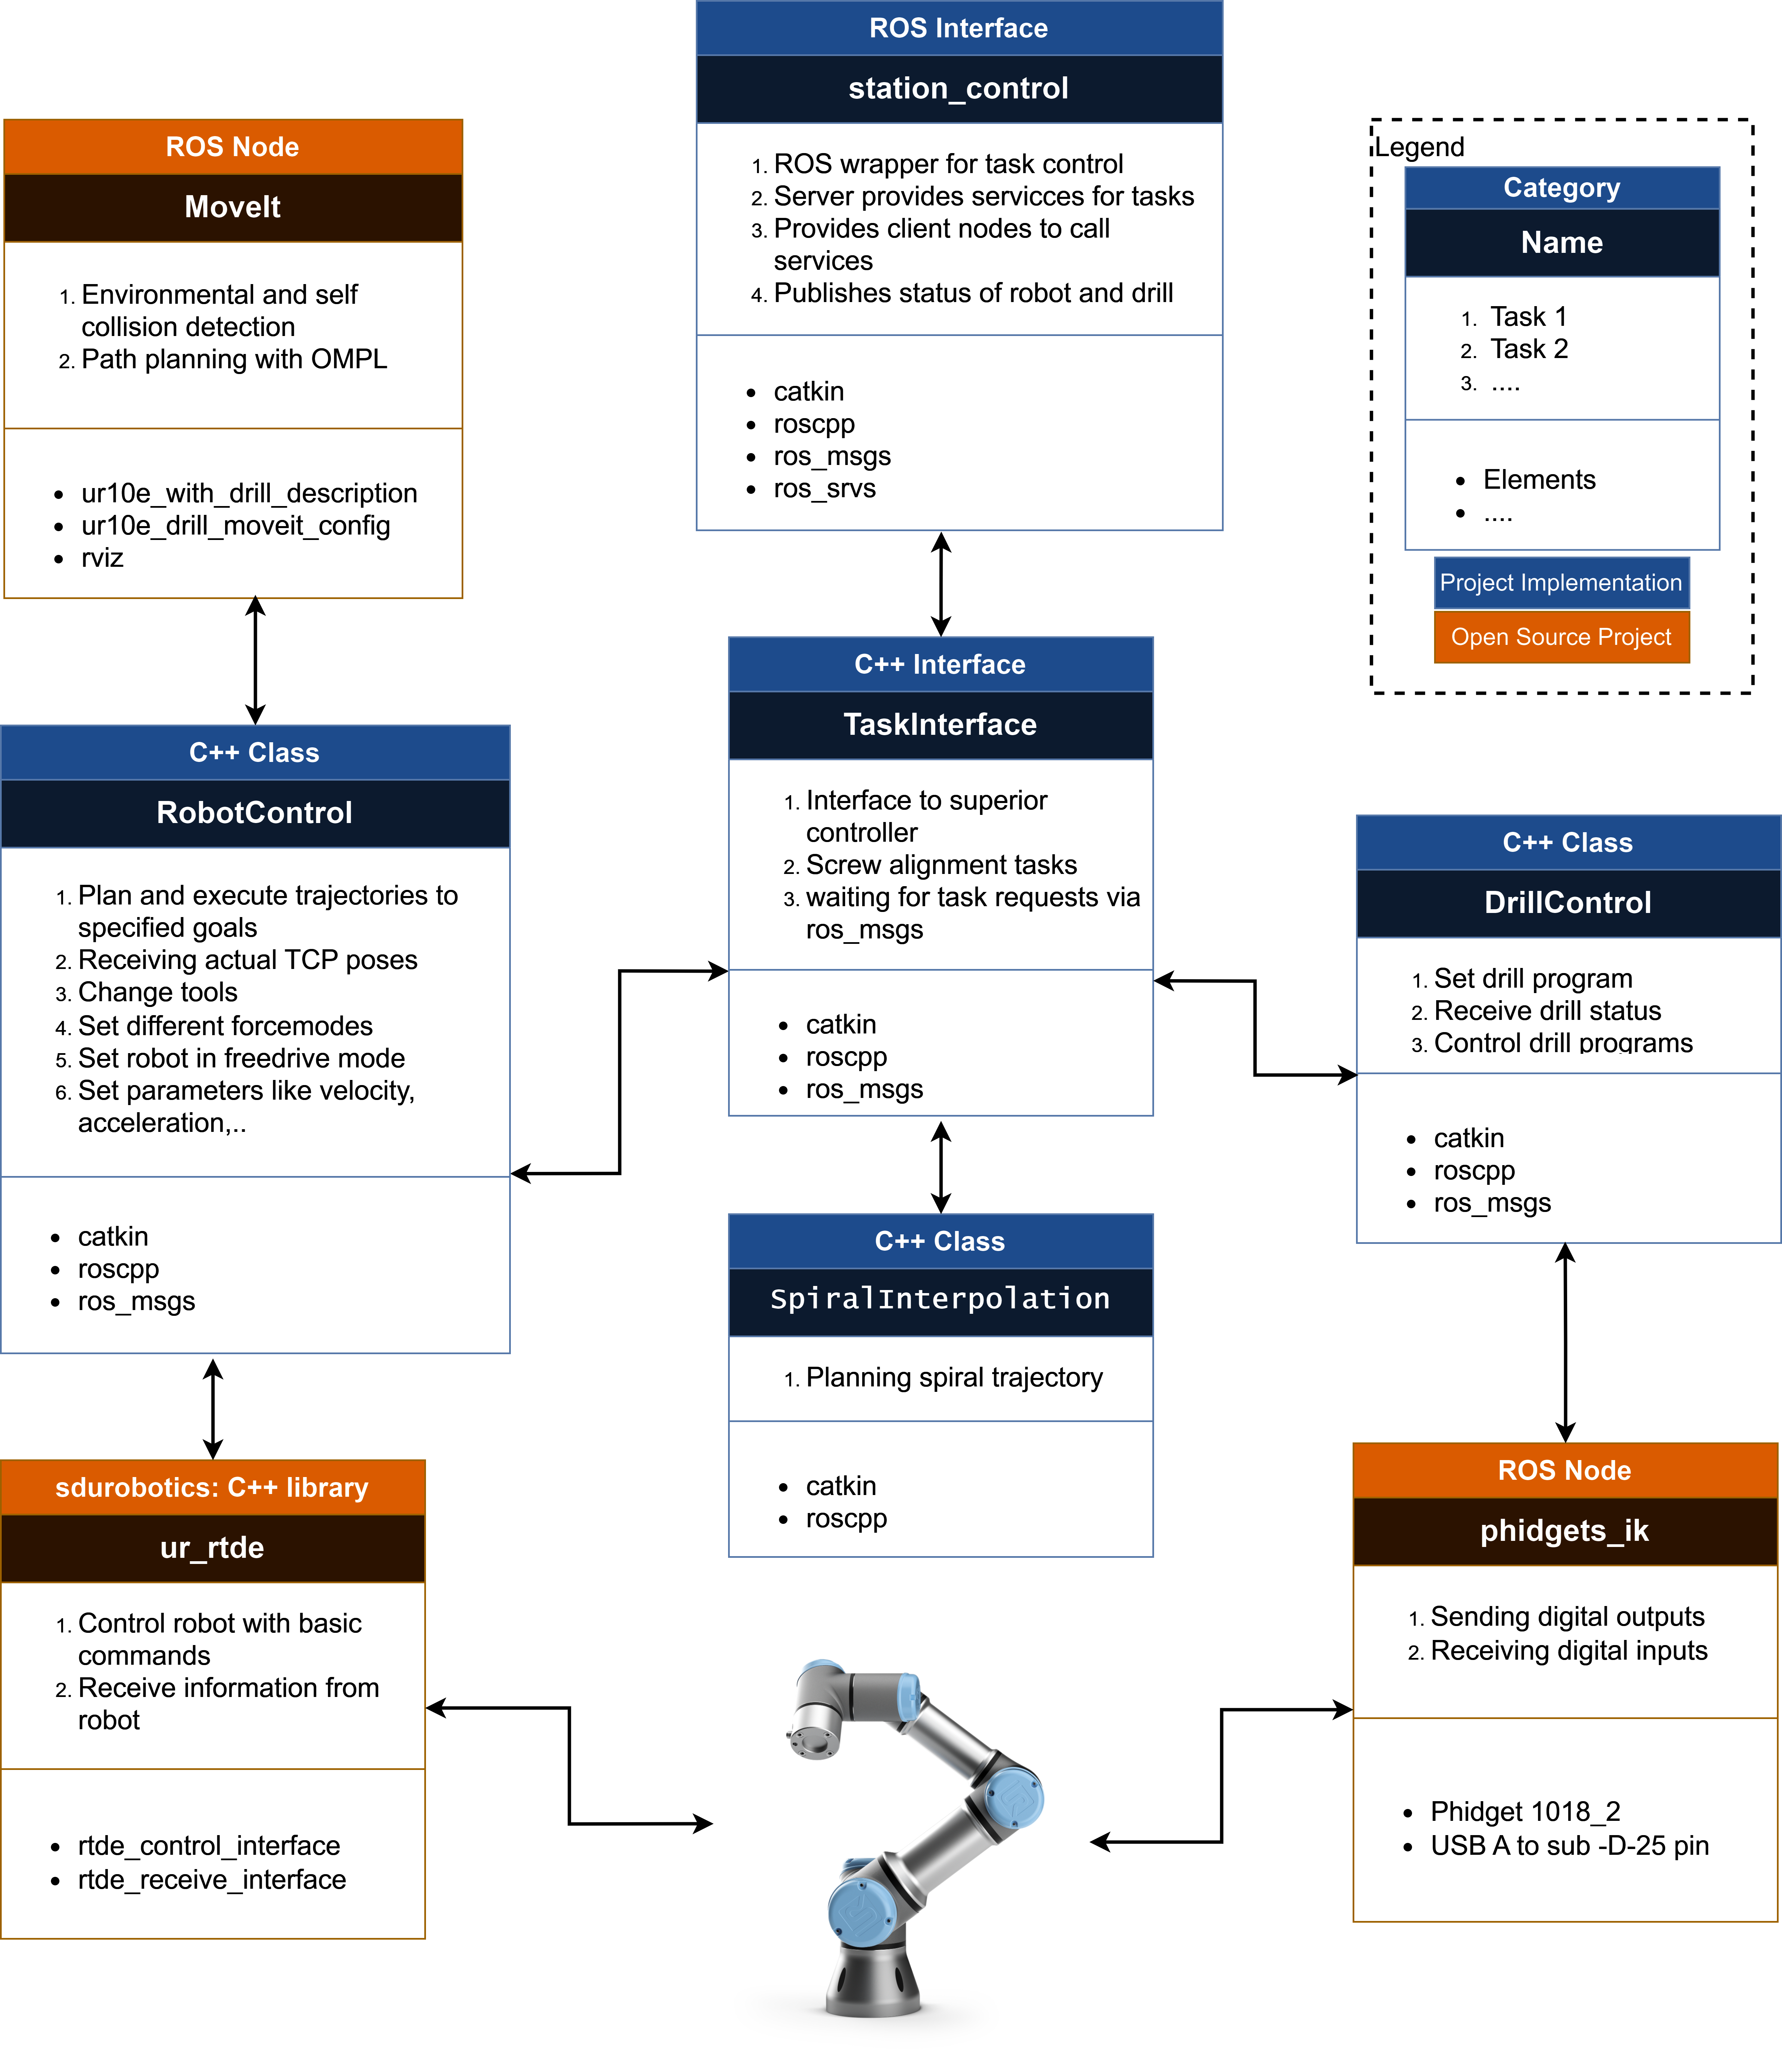 ROS Interface
station_control
1. ROS wrapper for task control
2. Server provides servicces for tasks
3. Provides client nodes to call
services
4. Publishes status of robot and drill
• catkin
• roscpp
• ros_msgs
• ros_srvs
ROS Node
MoveIt
1. Environmental and self
collision detection
2. Path planning with OMPL
• ur10e_with_drill_description
• ur10e_drill_moveit_config
• rviz
Legend
Category
Name
1. Task 1
2. Task 2
3. ....
• Elements
• ....
Project Implementation
Open Source Project
C++ Class
RobotControl
1. Plan and execute trajectories to
specified goals
2. Receiving actual TCP poses
3. Change tools
4. Set different forcemodes
5. Set robot in freedrive mode
6. Set parameters like velocity,
acceleration,..
• catkin
• roscpp
• ros_msgs
C++ Interface
TaskInterface
1. Interface to superior
controller
2. Screw alignment tasks
3. waiting for task requests via
ros_msgs
• catkin
• roscpp
• ros_msgs
C++ Class
DrillControl
1. Set drill program
2. Receive drill status
3. Control drill programs
• catkin
• roscpp
• ros_msgs
C++ Class
SpiralInterpolation
1. Planning spiral trajectory
• catkin
• roscpp
sdurobotics: C++ library
ur_rtde
1. Control robot with basic
commands
2. Receive information from
robot
• rtde_control_interface
• rtde_receive_interface
ROS Node
phidgets_ik
1. Sending digital outputs
2. Receiving digital inputs
• Phidget 1018_2
• USB A to sub -D-25 pin